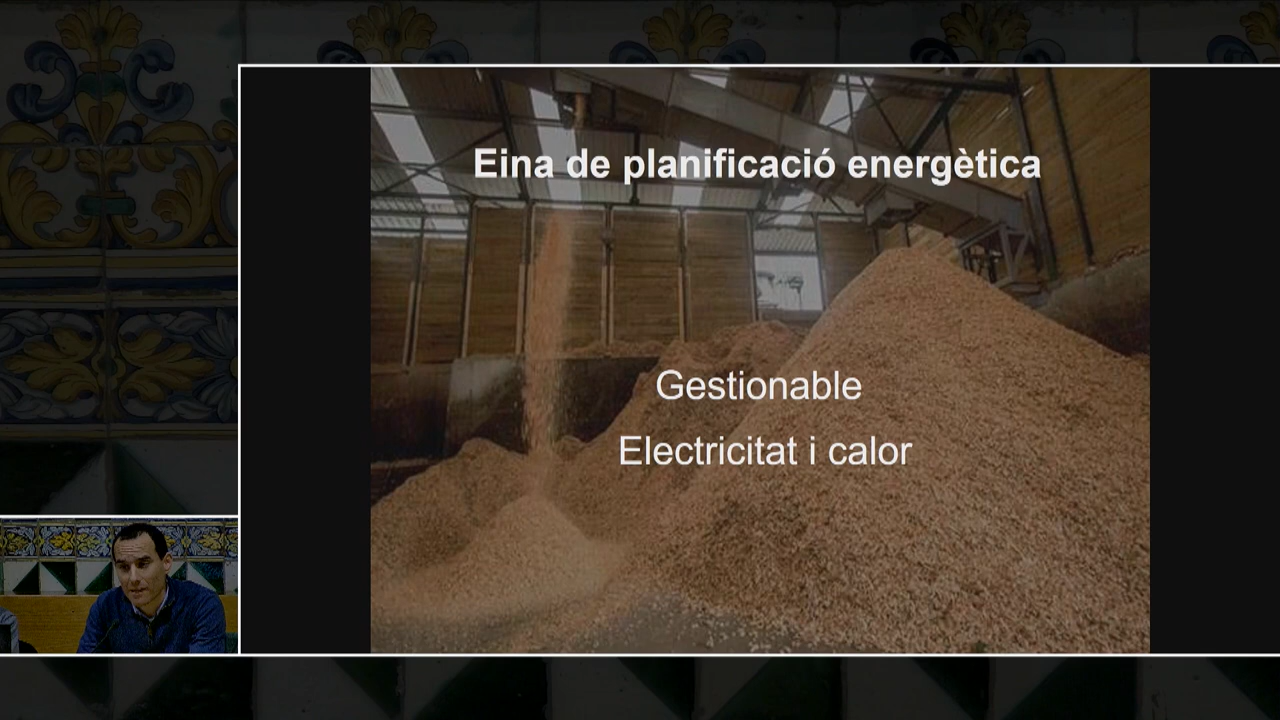 Eina de planificació energètica
Gestionable
Electricitat i calor